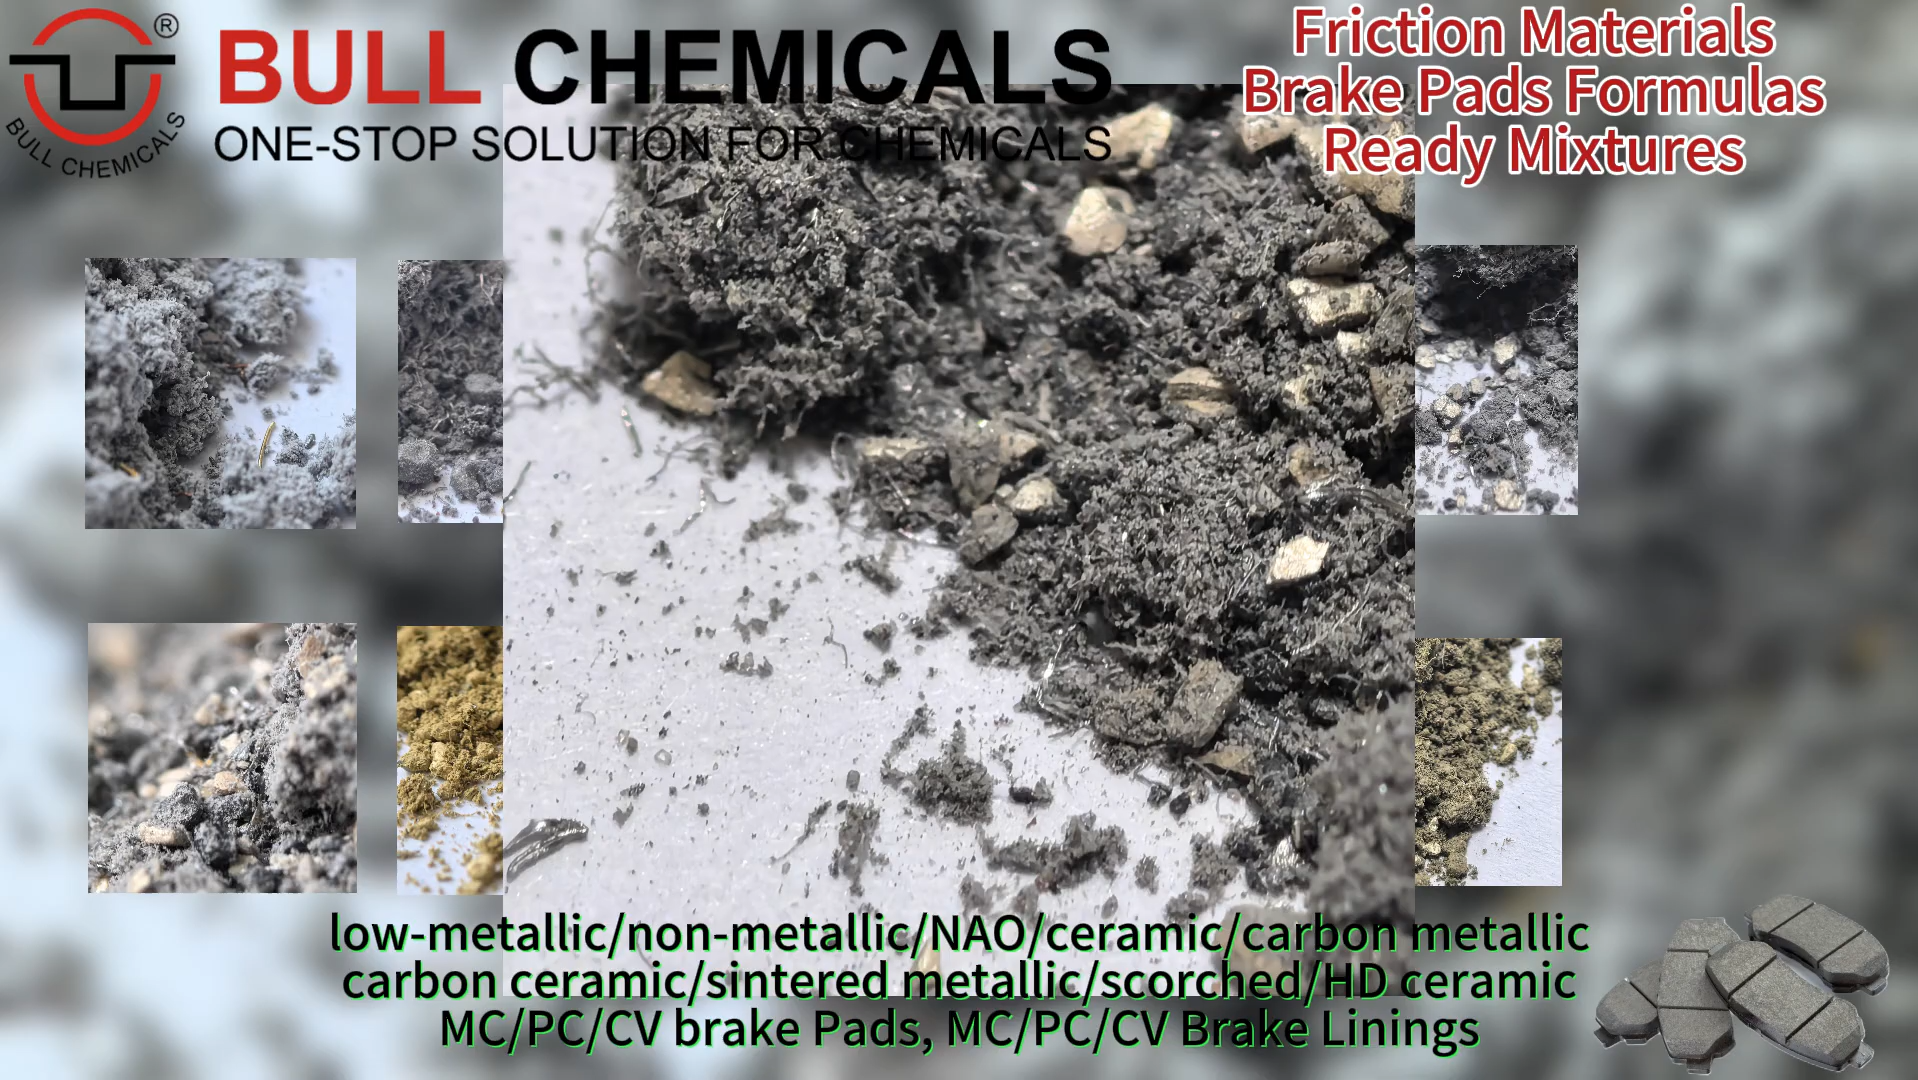 ®
BULL CHEMICALS
BULL CHEMICALS
ONE-STOP SOLUTION FOR CHEMICALS
Friction Materials
Brake Pads Formulas
Ready Mixtures
low-metallic/non-metallic/NAO/ceramic/carbon metallic
carbon ceramic/sintered metallic/scorched/HD ceramic
MC/PC/CV brake Pads, MC/PC/CV Brake Linings